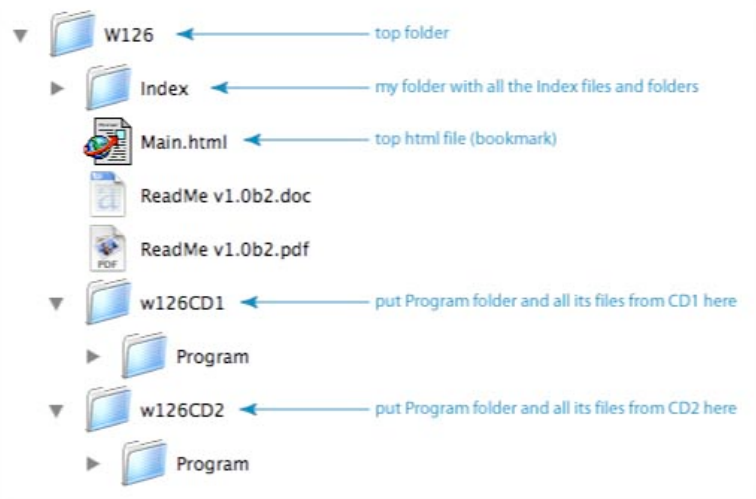 W126 top folder
Index my folder with all the Index files and folders
Main.html top html file (bookmark)
ReadMe v1.0b2.doc
PDF ReadMe v1.0b2.pdf
w126CD1 put Program folder and all its files from CD1 here
Program
w126CD2 put Program folder and all its files from CD2 here
Program